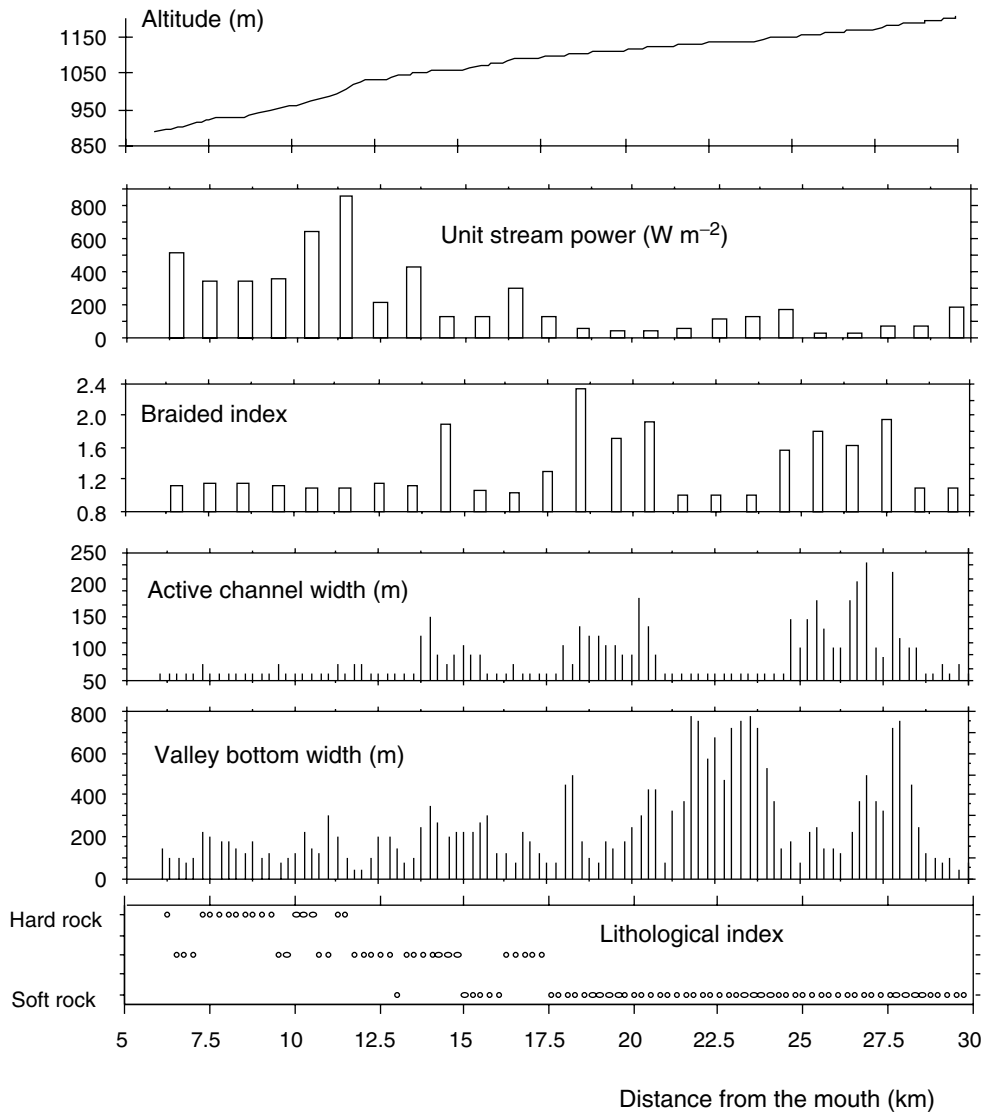 Altitude (m)
1150
1050
950
850
800
600
400
200
0
Unit stream power (W m⁻²)
2.4
2.0
1.6
1.2
0.8
Braided index
250
200
150
100
50
Active channel width (m)
800
600
400
200
0
Valley bottom width (m)
Hard rock
Soft rock
Lithological index
5 7.5 10 12.5 15 17.5 20 22.5 25 27.5 30
Distance from the mouth (km)